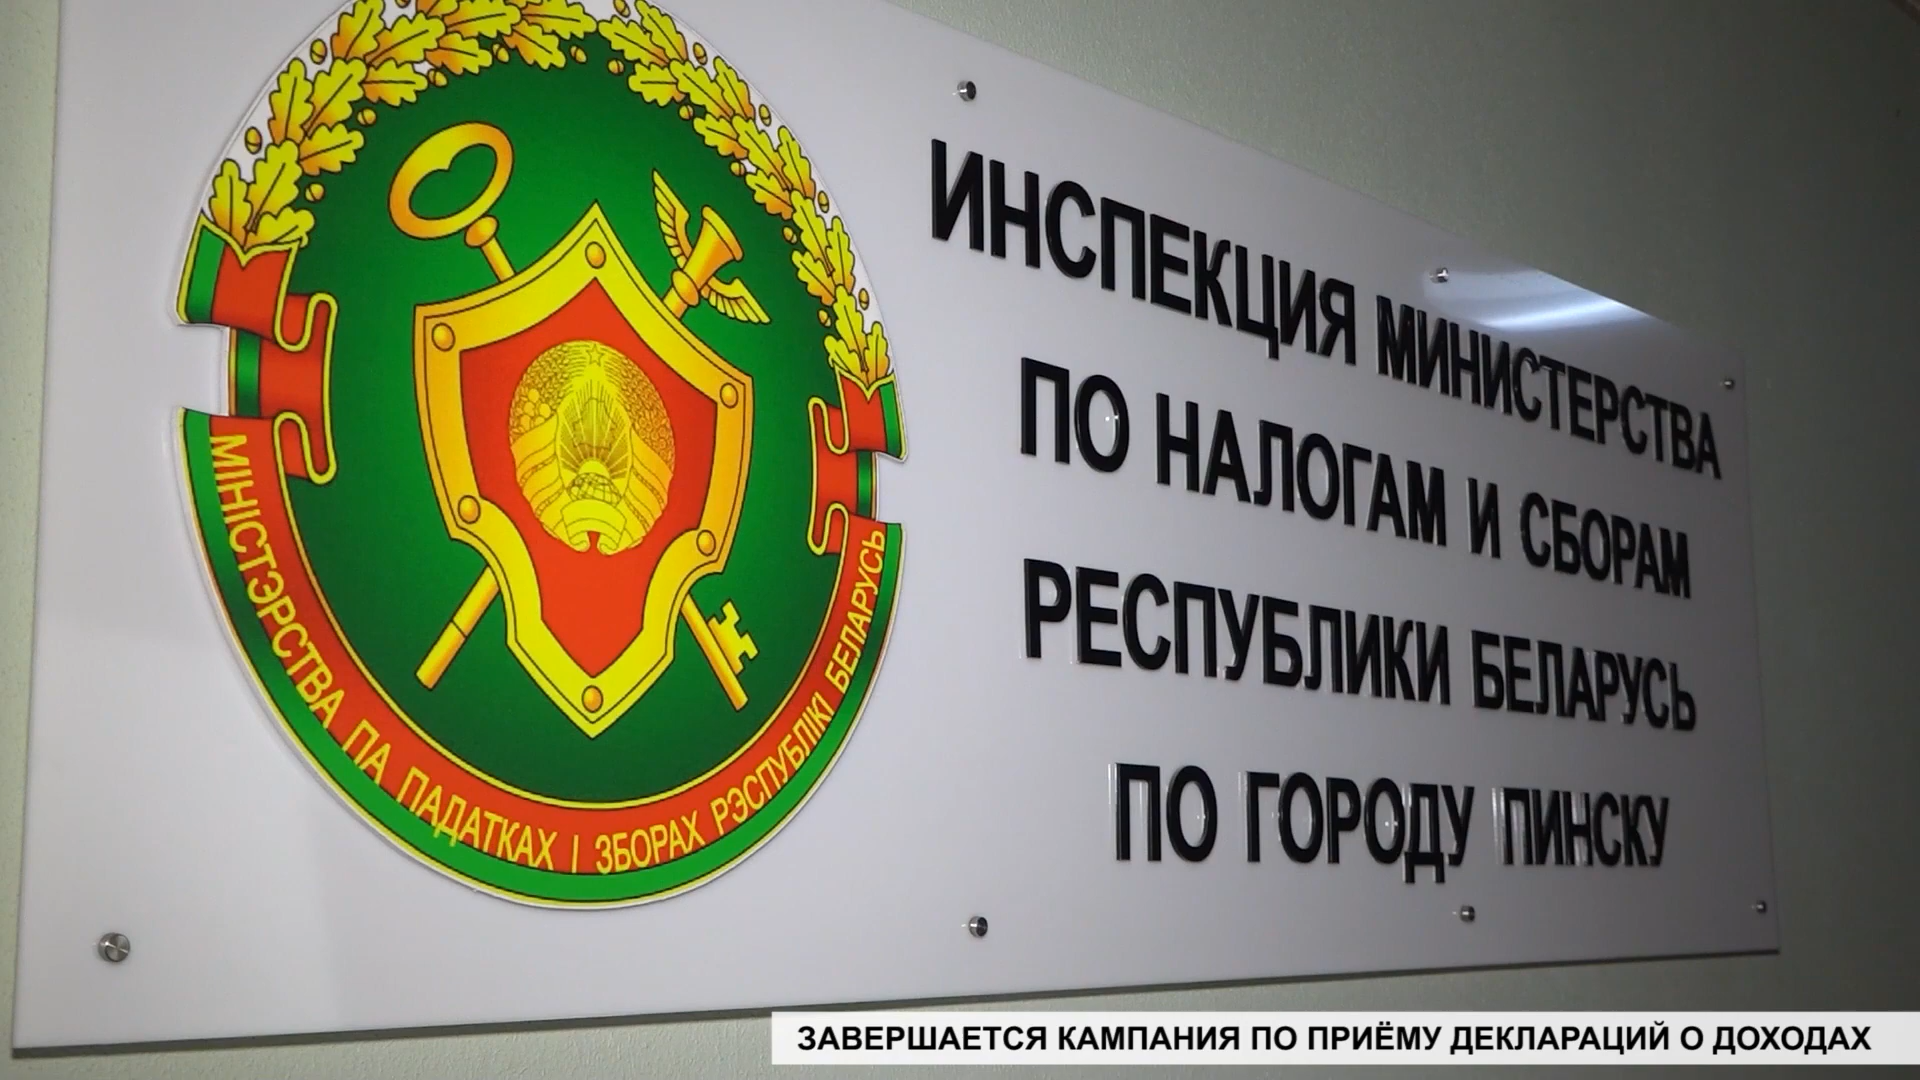 МІНІСТЭРСТВА ПА ПАДАТКАХ І ЗБОРАХ РЭСПУБЛІКІ БЕЛАРУСЬ
ИНСПЕКЦИЯ МИНИСТЕРСТВА
ПО НАЛОГАМ И СБОРАМ
РЕСПУБЛИКИ БЕЛАРУСЬ
ПО ГОРОДУ ПИНСКУ
ЗАВЕРШАЕТСЯ КАМПАНИЯ ПО ПРИЁМУ ДЕКЛАРАЦИЙ О ДОХОДАХ